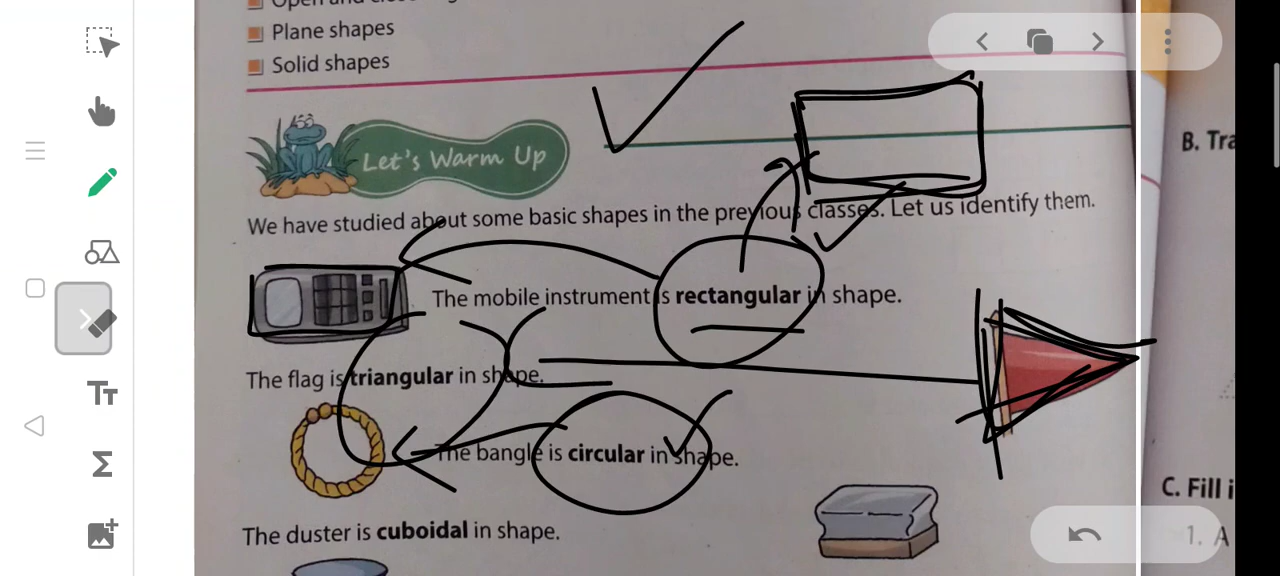 Plane shapes
Solid shapes
Let's Warm Up
We have studied about some basic shapes in the previous classes. Let us identify them.
The mobile instrument is rectangular in shape.
The flag is triangular in shape.
The bangle is circular in shape.
The duster is cuboidal in shape.
B. Tra
C. Fill i
1. A